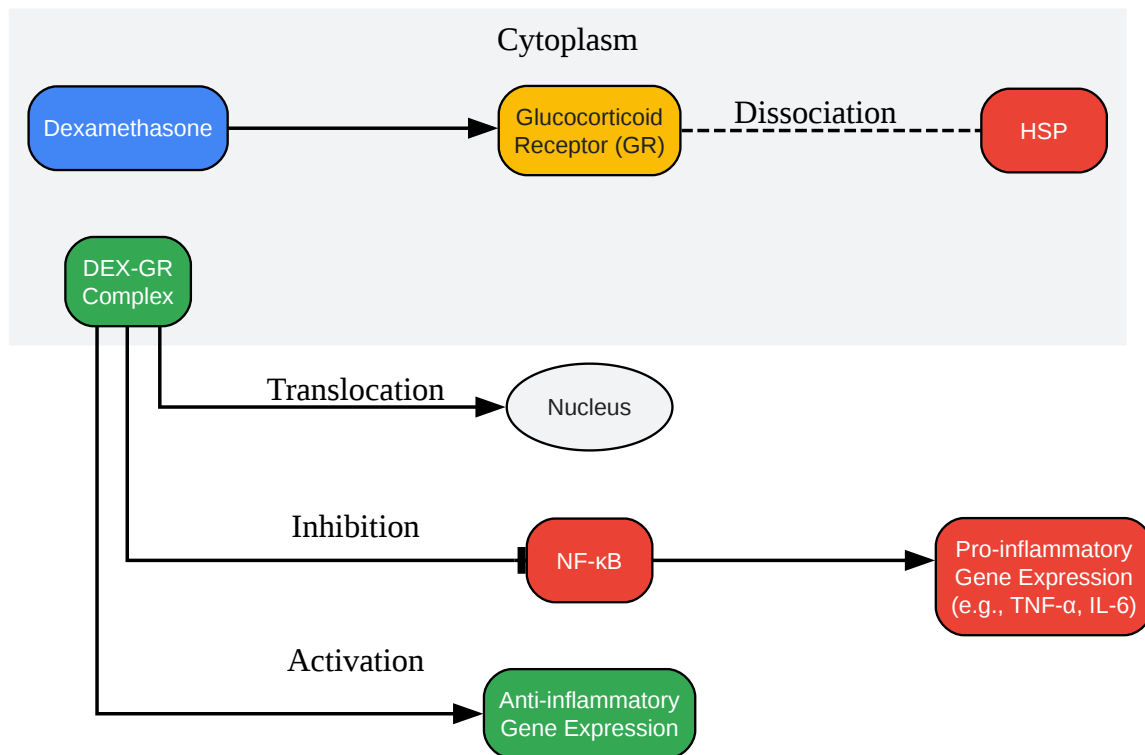 Cytoplasm
Dexamethasone
Glucocorticoid
Receptor (GR)
Dissociation
HSP
DEX-GR
Complex
Translocation
Nucleus
Inhibition
NF-κB
Pro-inflammatory
Gene Expression
(e.g., TNF-α, IL-6)
Activation
Anti-inflammatory
Gene Expression